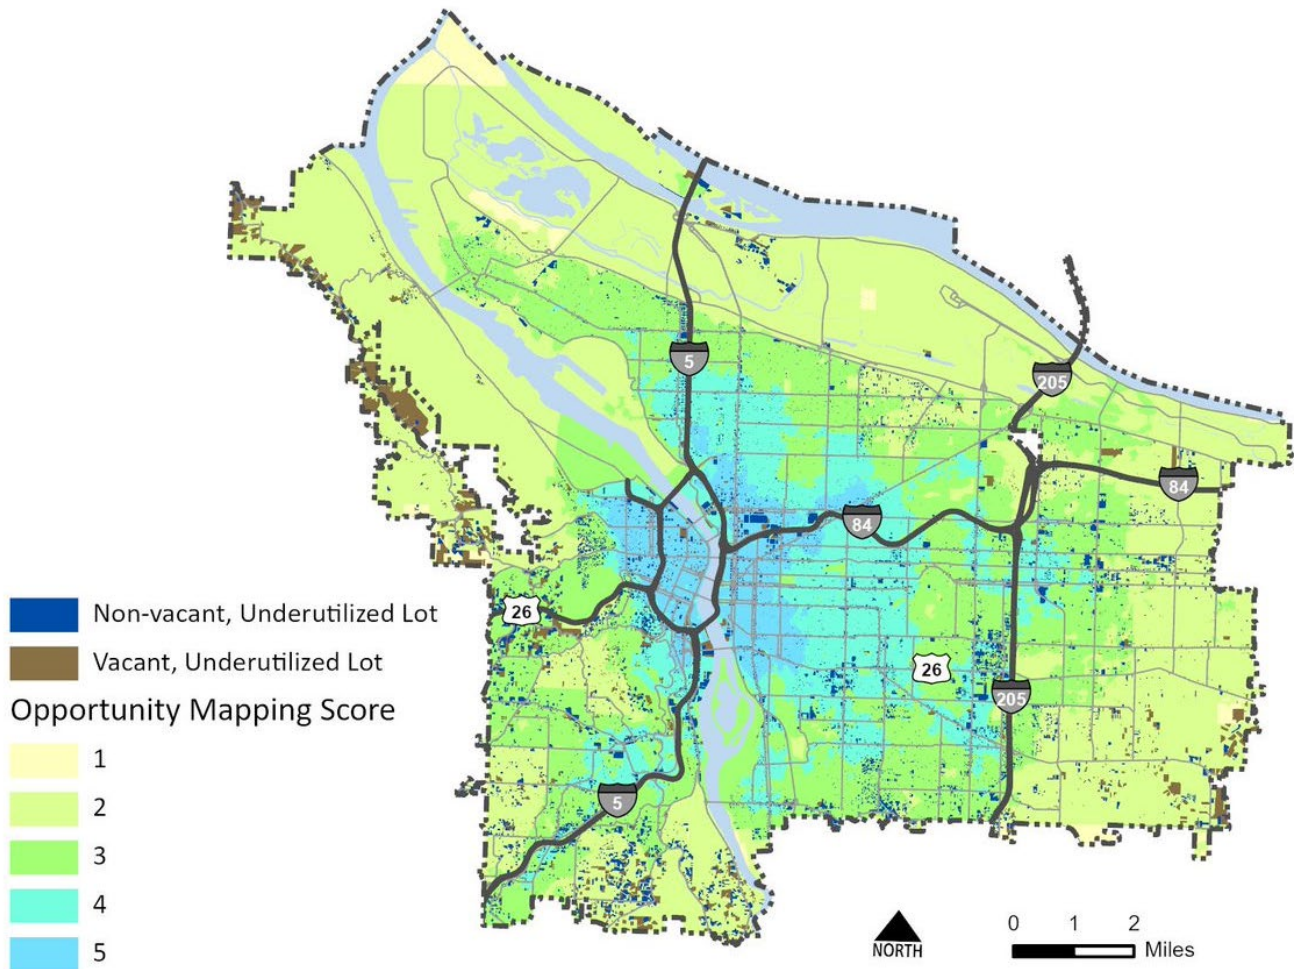 5
205
84
84
26
26
205
5
Non-vacant, Underutilized Lot
Vacant, Underutilized Lot
Opportunity Mapping Score
1
2
3
4
5
NORTH
0 1 2
Miles